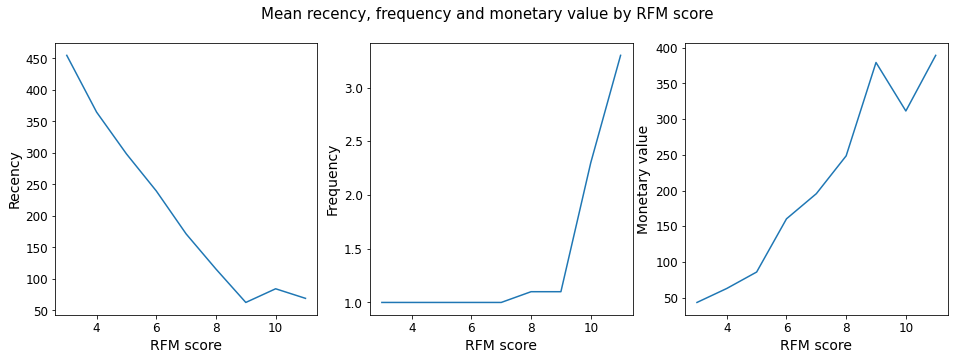 Mean recency, frequency and monetary value by RFM score
450
400
350
300
250
200
150
100
50
Recency
4 6 8 10
RFM score
3.0
2.5
2.0
1.5
1.0
Frequency
4 6 8 10
RFM score
400
350
300
250
200
150
100
50
Monetary value
4 6 8 10
RFM score